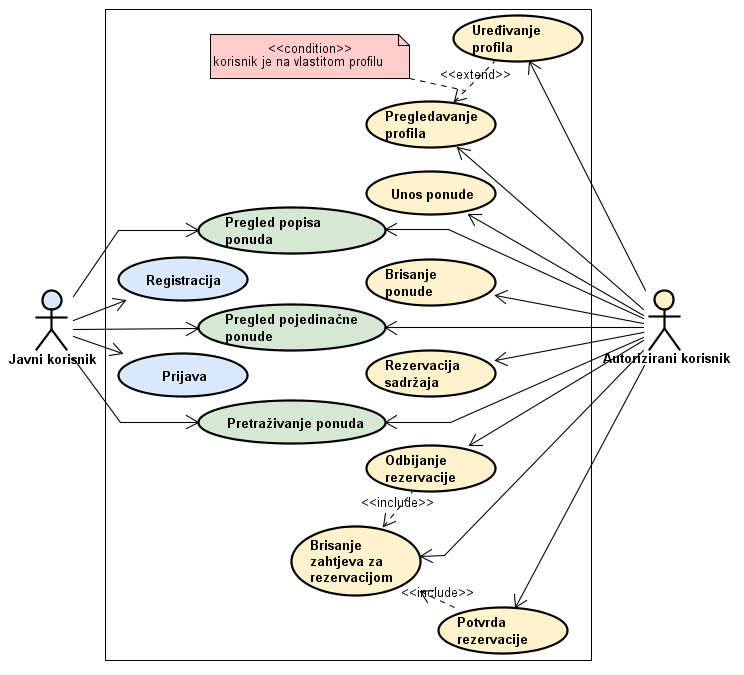 Uređivanje
profila
<<condition>>
korisnik je na vlastitom profilu
<<extend>>
Pregledavanje
profila
Unos ponude
Pregled popisa
ponuda
Registracija
Brisanje
ponude
Pregled pojedinačne
ponude
Javni korisnik
Autorizirani korisnik
Prijava
Rezervacija
sadržaja
Pretraživanje ponuda
Odbijanje
rezervacije
<<include>>
Brisanje
zahtjeva za
rezervacijom
<<include>>
Potvrda
rezervacije